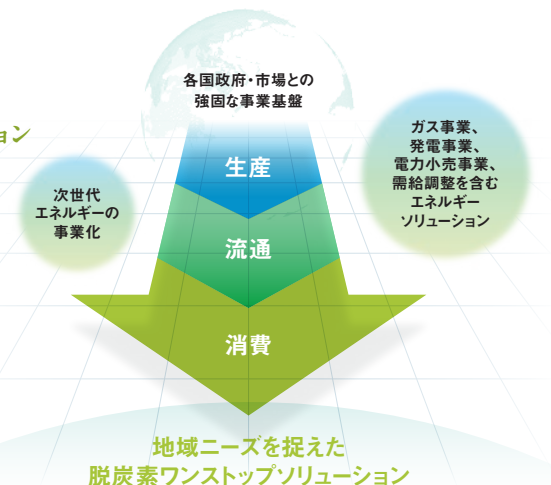 各国政府・市場との
強固な事業基盤
ョン
生産
流通
消費
次世代
エネルギーの
事業化
ガス事業、
発電事業、
電力小売事業、
需給調整を含む
エネルギー
ソリューション
地域ニーズを捉えた
脱炭素ワンストップソリューション